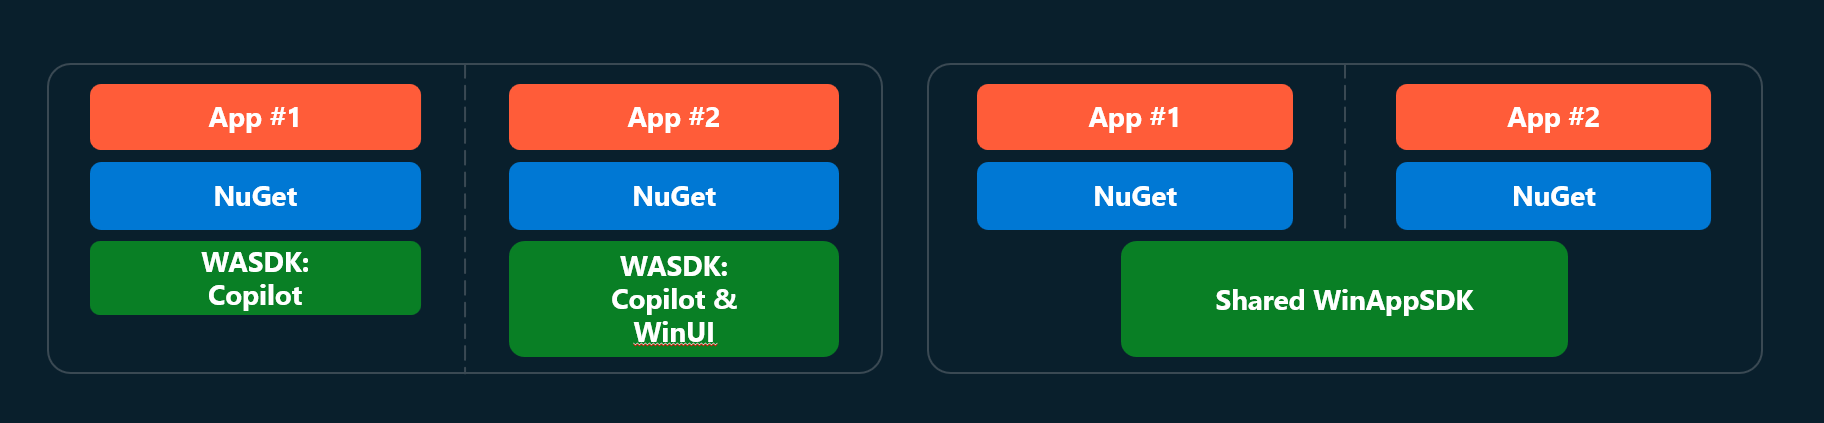 App #1
NuGet
WASDK:
Copilot
App #2
NuGet
WASDK:
Copilot &
WinUI
App #1
NuGet
App #2
NuGet
Shared WinAppSDK